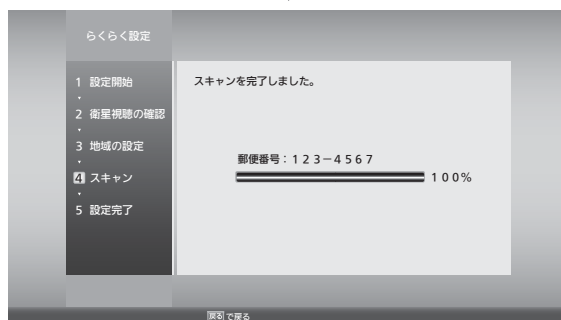 らくらく設定
1 設定開始
2 衛星視聴の確認
3 地域の設定
4 スキャン
5 設定完了
スキャンを完了しました。
郵便番号：１２３－４５６７
１００%
戻る で戻る